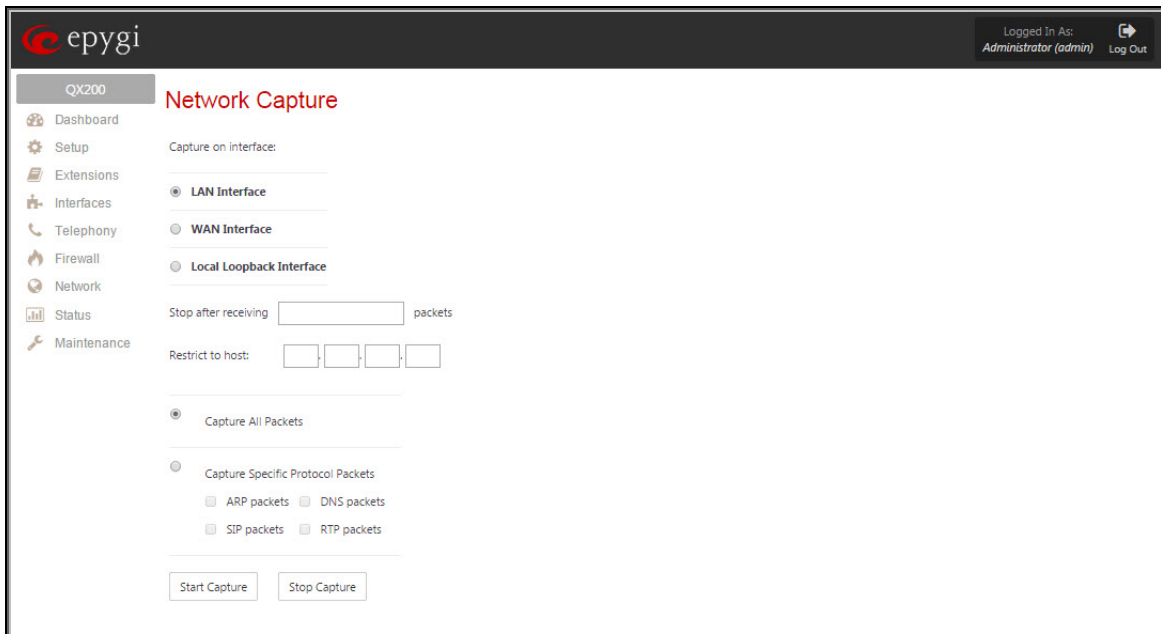 epygi
Logged In As:
Administrator (admin)
Log Out
QX200
Dashboard
Setup
Extensions
Interfaces
Telephony
Firewall
Network
Status
Maintenance
Network Capture
Capture on interface:
LAN Interface
WAN Interface
Local Loopback Interface
Stop after receiving packets
Restrict to host: . . .
Capture All Packets
Capture Specific Protocol Packets
ARP packets DNS packets
SIP packets RTP packets
Start Capture Stop Capture